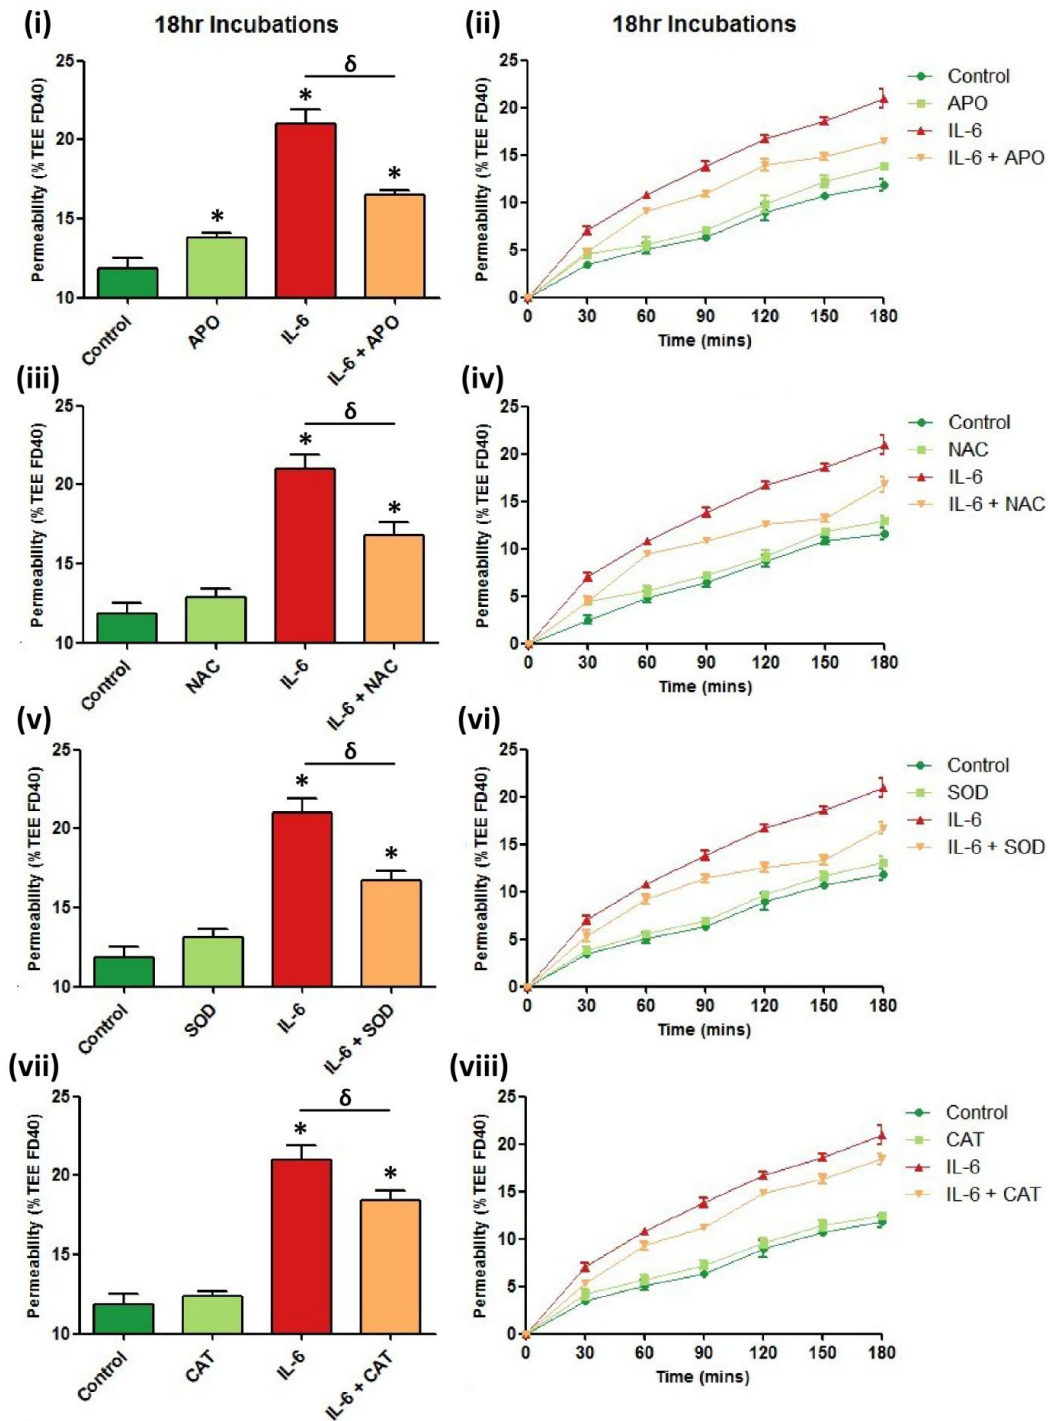 (i)
18hr Incubations
Permeability (%TEE FD40)
25
20
15
10
δ
*
*
*
Control
APO
IL-6
IL-6 + APO
(ii)
18hr Incubations
Permeability (%TEE FD40)
25
20
15
10
5
0
0 30 60 90 120 150 180
Time (mins)
Control
APO
IL-6
IL-6 + APO
(iii)
Permeability (%TEE FD40)
25
20
15
10
δ
*
*
Control
NAC
IL-6
IL-6 + NAC
(iv)
Permeability (%TEE FD40)
25
20
15
10
5
0
0 30 60 90 120 150 180
Time (mins)
Control
NAC
IL-6
IL-6 + NAC
(v)
Permeability (%TEE FD40)
25
20
15
10
δ
*
*
Control
SOD
IL-6
IL-6 + SOD
(vi)
Permeability (%TEE FD40)
25
20
15
10
5
0
0 30 60 90 120 150 180
Time (mins)
Control
SOD
IL-6
IL-6 + SOD
(vii)
Permeability (%TEE FD40)
25
20
15
10
δ
*
*
Control
CAT
IL-6
IL-6 + CAT
(viii)
Permeability (%TEE FD40)
25
20
15
10
5
0
0 30 60 90 120 150 180
Time (mins)
Control
CAT
IL-6
IL-6 + CAT